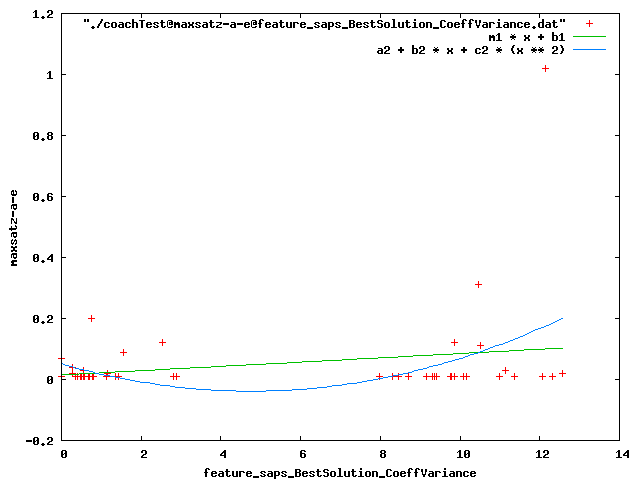 "./coachTest@maxsatz-a-e@feature_saps_BestSolution_CoeffVariance.dat"
m1 * x + b1
a2 + b2 * x + c2 * (x ** 2)
1.2
1
0.8
0.6
0.4
0.2
0
-0.2
maxsatz-a-e
0 2 4 6 8 10 12 14
feature_saps_BestSolution_CoeffVariance